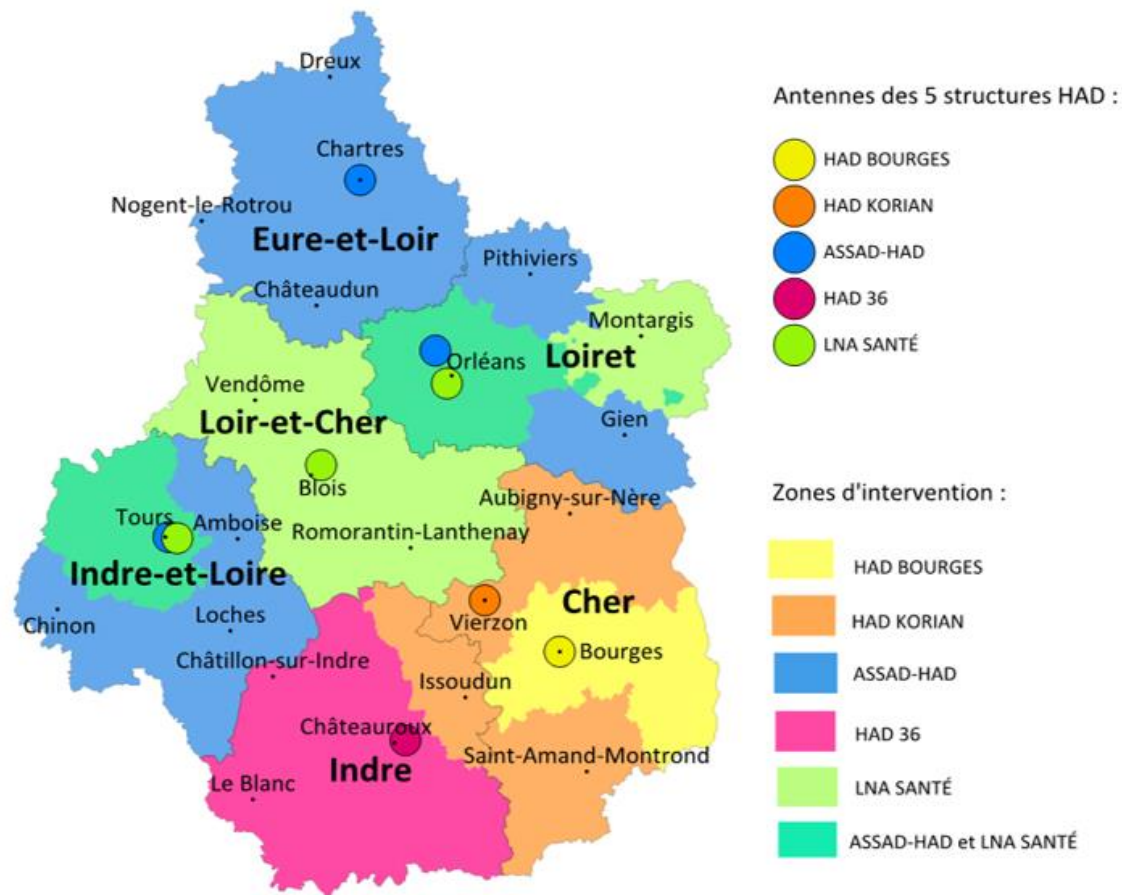 Dreux
Chartres
Nogent-le-Rotrou
Eure-et-Loir
Pithiviers
Châteaudun
Montargis
Orléans
Loiret
Vendôme
Loir-et-Cher
Gien
Blois
Aubigny-sur-Nère
Tours
Amboise
Romorantin-Lanthenay
Indre-et-Loire
Cher
Chinon
Loches
Vierzon
Bourges
Châtillon-sur-Indre
Issoudun
Châteauroux
Saint-Amand-Montrond
Indre
Le Blanc
Antennes des 5 structures HAD :
HAD BOURGES
HAD KORIAN
ASSAD-HAD
HAD 36
LNA SANTÉ
Zones d'intervention :
HAD BOURGES
HAD KORIAN
ASSAD-HAD
HAD 36
LNA SANTÉ
ASSAD-HAD et LNA SANTÉ